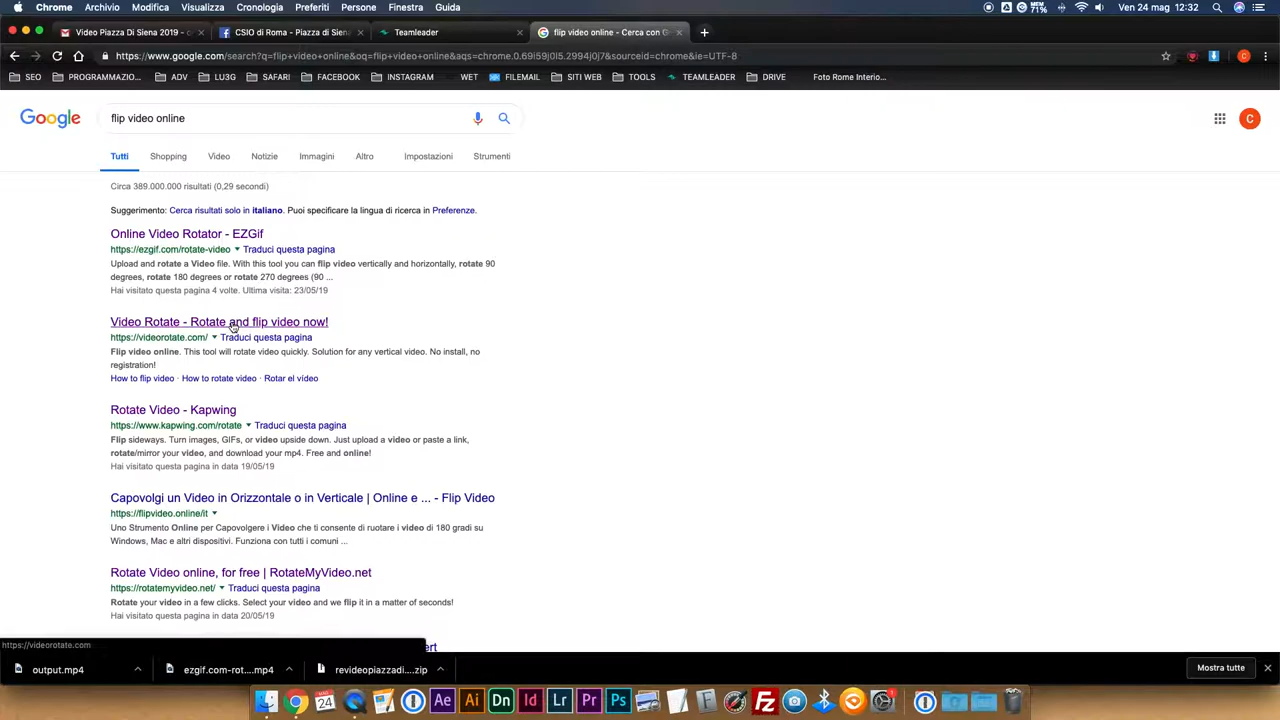 Chrome Archivio Modifica Visualizza Cronologia Preferiti Persone Finestra Guida Ven 24 mag 12:32
Video Piazza Di Siena 2019 - CSIO di Roma - Piazza di Siena Teamleader flip video online - Cerca con G
https://www.google.com/search?q=flip+video+online&oq=flip+video+online&aqs=chrome.0.69i59j0l5.2994j0j7&sourceid=chrome&ie=UTF-8
SEO PROGRAMMAZIO... ADV LU3G SAFARI FACEBOOK INSTAGRAM WET FILEMAIL SITI WEB TOOLS TEAMLEADER DRIVE Foto Rome Interio...
Google flip video online C
Tutti Shopping Video Notizie Immagini Altro Impostazioni Strumenti
Circa 389.000.000 risultati (0,29 secondi)
Suggerimento: Cerca risultati solo in italiano. Puoi specificare la lingua di ricerca in Preferenze.
Online Video Rotator - EZGif
https://ezgif.com/rotate-video Traduci questa pagina
Upload and rotate a Video file. With this tool you can flip video vertically and horizontally, rotate 90
degrees, rotate 180 degrees or rotate 270 degrees (90 ...
Hai visitato questa pagina 4 volte. Ultima visita: 23/05/19
Video Rotate - Rotate and flip video now!
https://videorotate.com/ Traduci questa pagina
Flip video online. This tool will rotate video quickly. Solution for any vertical video. No install, no
registration!
How to flip video · How to rotate video · Rotar el vídeo
Rotate Video - Kapwing
https://www.kapwing.com/rotate Traduci questa pagina
Flip sideways. Turn images, GIFs, or video upside down. Just upload a video or paste a link,
rotate/mirror your video, and download your mp4. Free and online!
Hai visitato questa pagina in data 19/05/19
Capovolgi un Video in Orizzontale o in Verticale | Online e ... - Flip Video
https://flipvideo.online/it
Uno Strumento Online per Capovolgere i Video che ti consente di ruotare i video di 180 gradi su
Windows, Mac e altri dispositivi. Funziona con tutti i comuni ...
Rotate Video online, for free | RotateMyVideo.net
https://rotatemyvideo.net/ Traduci questa pagina
Rotate your video in a few clicks. Select your video and we flip it in a matter of seconds!
Hai visitato questa pagina in data 20/05/19
https://videorotate.com
output.mp4 ezgif.com-rot....mp4 revideopiazzadi....zip Mostra tutte
24 Ae Ai Dn Id Lr Pr Ps F Fz